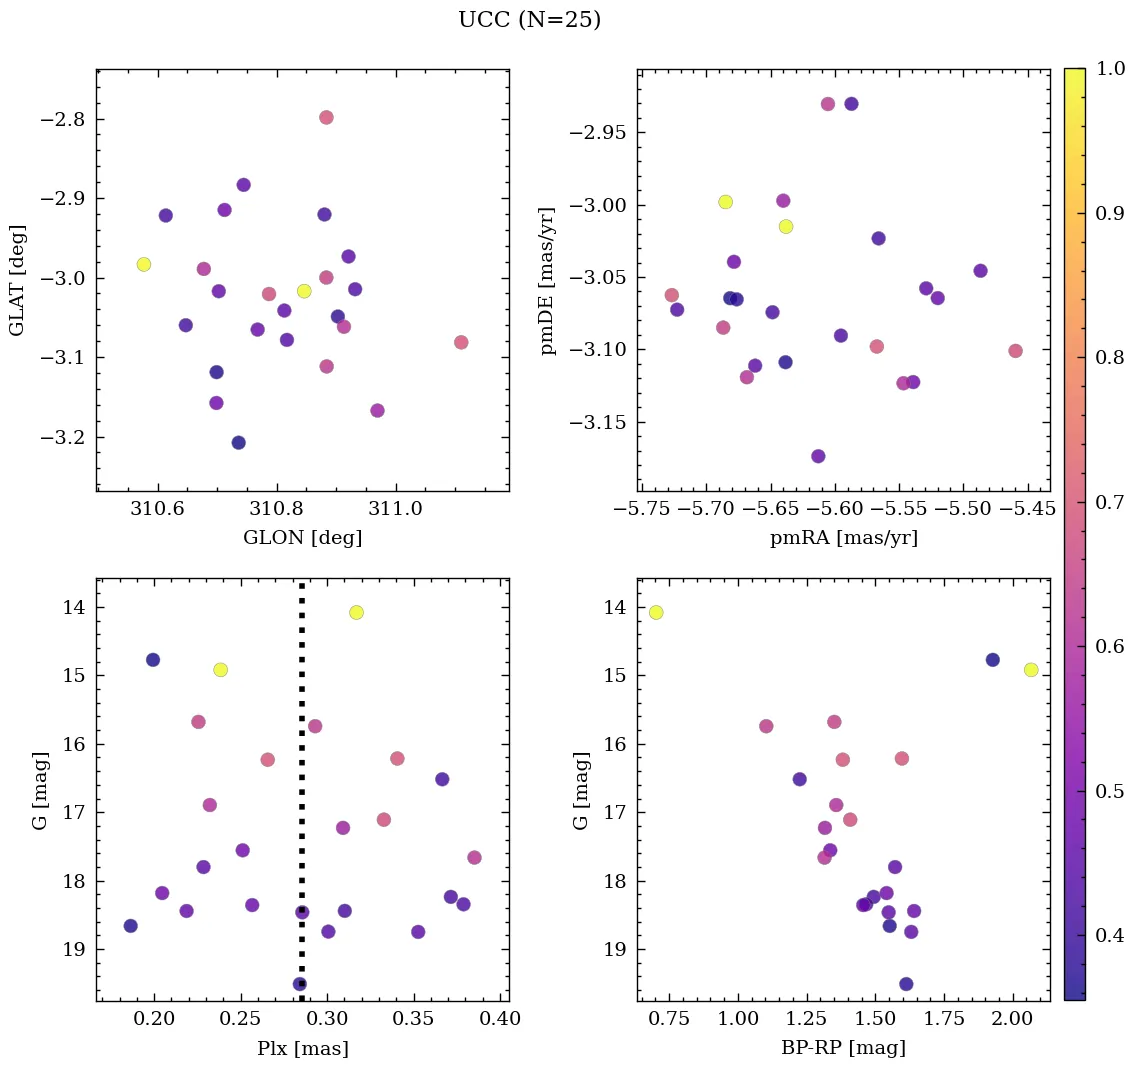 UCC (N=25)
−2.8
−2.9
−3.0
−3.1
−3.2
GLAT [deg]
310.6 310.8 311.0
GLON [deg]
−2.95
−3.00
−3.05
−3.10
−3.15
pmDE [mas/yr]
−5.75 −5.70 −5.65 −5.60 −5.55 −5.50 −5.45
pmRA [mas/yr]
14
15
16
17
18
19
G [mag]
0.20 0.25 0.30 0.35 0.40
Plx [mas]
14
15
16
17
18
19
G [mag]
0.75 1.00 1.25 1.50 1.75 2.00
BP-RP [mag]
1.0
0.9
0.8
0.7
0.6
0.5
0.4